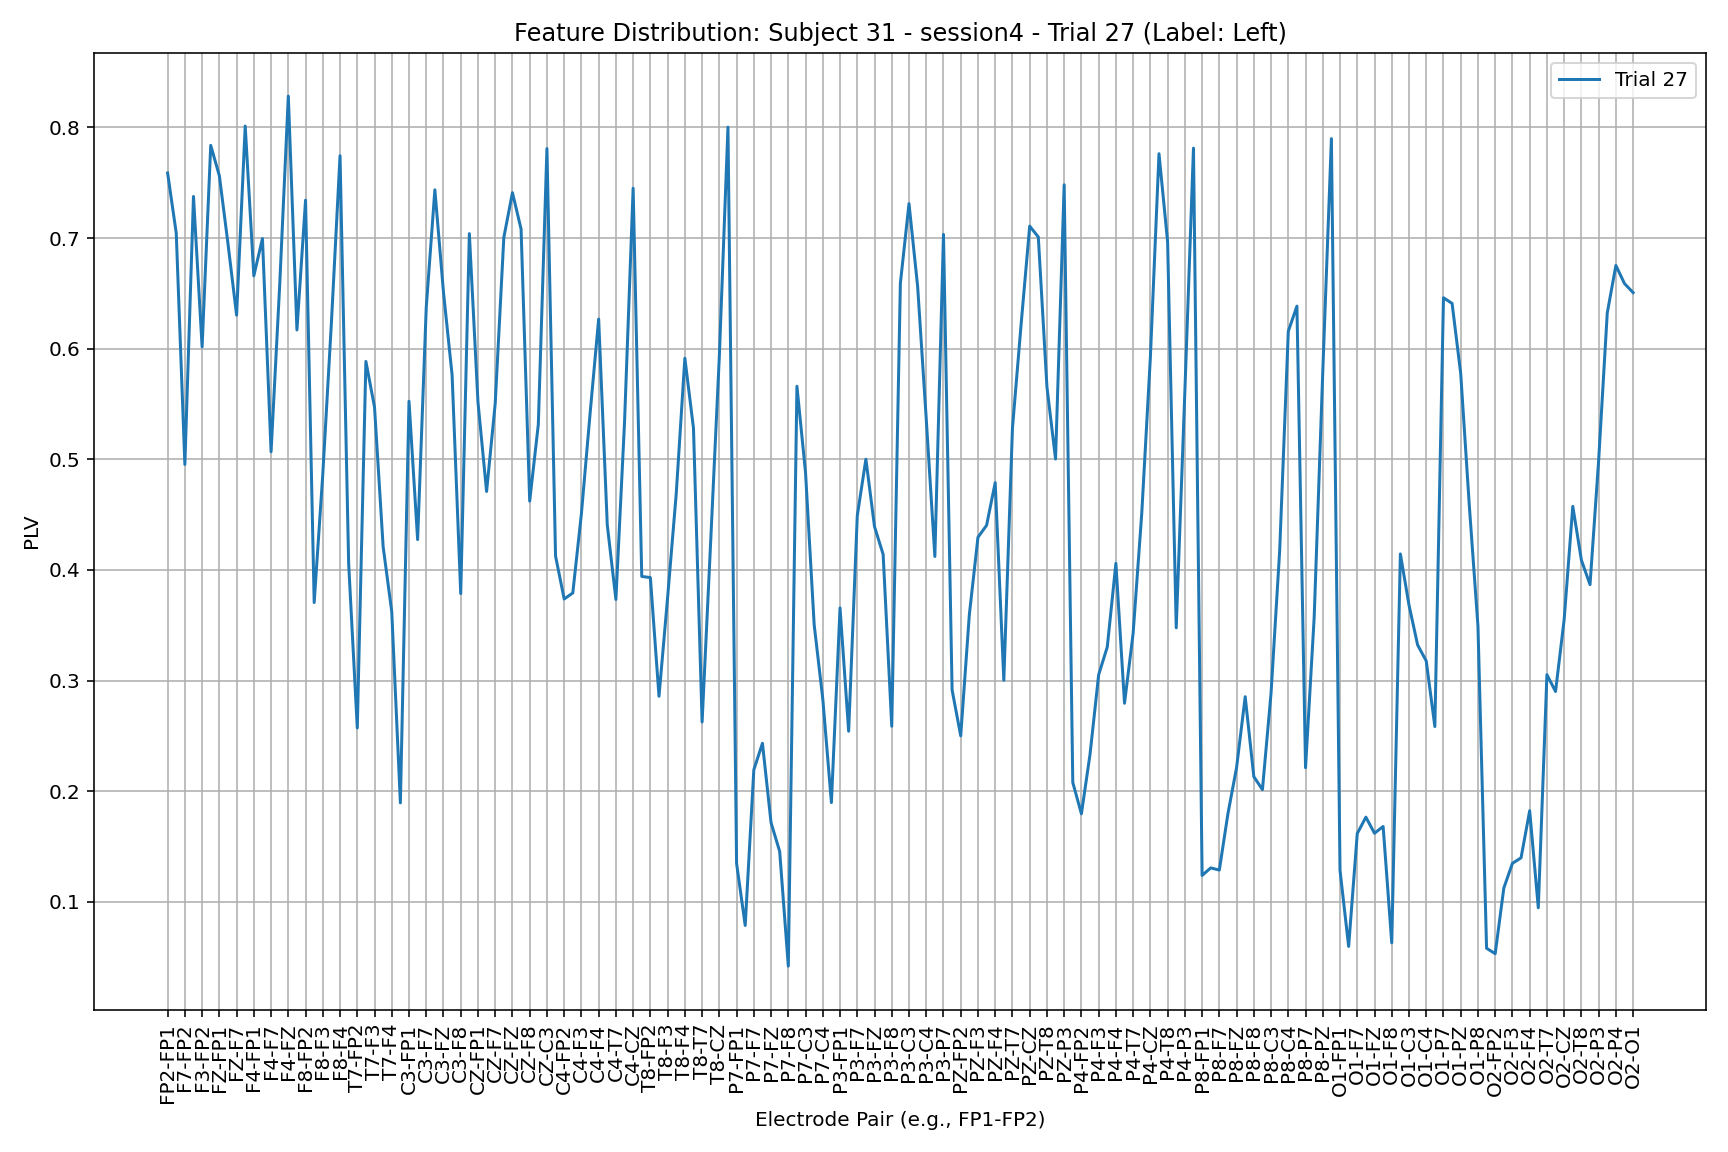 Feature Distribution: Subject 31 - session4 - Trial 27 (Label: Left)
Trial 27
PLV
0.8
0.7
0.6
0.5
0.4
0.3
0.2
0.1
FP2-FP1
F7-FP2
F3-FP2
FZ-FP1
FZ-F7
F4-FP1
F4-F7
F4-FZ
F8-FP2
F8-F3
F8-F4
T7-FP2
T7-F3
T7-F4
C3-FP1
C3-F7
C3-FZ
C3-F8
CZ-FP1
CZ-F7
CZ-FZ
CZ-F8
CZ-C3
C4-FP2
C4-F3
C4-F4
C4-T7
C4-CZ
T8-FP2
T8-F3
T8-F4
T8-T7
T8-CZ
P7-FP1
P7-F7
P7-FZ
P7-F8
P7-C3
P7-C4
P3-FP1
P3-F7
P3-FZ
P3-F8
P3-C3
P3-C4
P3-P7
PZ-FP2
PZ-F3
PZ-F4
PZ-T7
PZ-CZ
PZ-T8
PZ-P3
P4-FP2
P4-F3
P4-F4
P4-T7
P4-CZ
P4-T8
P4-P3
P8-FP1
P8-F7
P8-FZ
P8-F8
P8-C3
P8-C4
P8-P7
P8-PZ
O1-FP1
O1-F7
O1-FZ
O1-F8
O1-C3
O1-C4
O1-P7
O1-PZ
O1-P8
O2-FP2
O2-F3
O2-F4
O2-T7
O2-CZ
O2-T8
O2-P3
O2-P4
O2-O1
Electrode Pair (e.g., FP1-FP2)